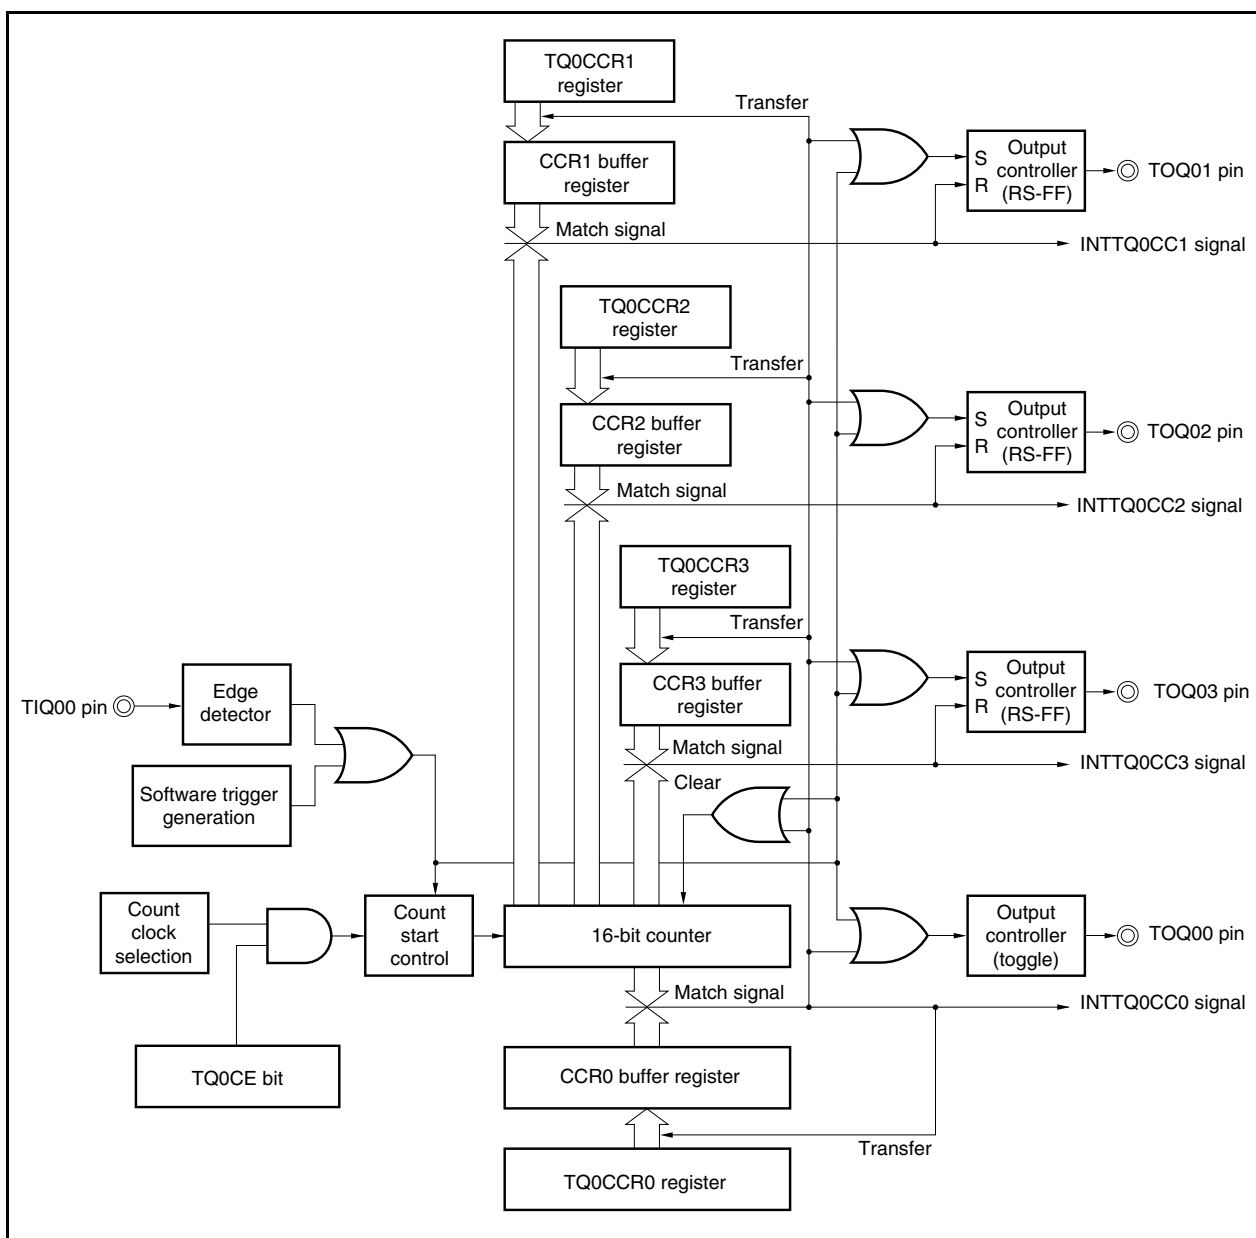 TQ0CCR1
register
Transfer
CCR1 buffer
register
S
R
Output
controller
(RS-FF)
TOQ01 pin
Match signal
INTTQ0CC1 signal
TQ0CCR2
register
Transfer
CCR2 buffer
register
S
R
Output
controller
(RS-FF)
TOQ02 pin
Match signal
INTTQ0CC2 signal
TQ0CCR3
register
Transfer
CCR3 buffer
register
S
R
Output
controller
(RS-FF)
TOQ03 pin
TIQ00 pin
Edge
detector
Match signal
INTTQ0CC3 signal
Clear
Software trigger
generation
Count
clock
selection
Count
start
control
16-bit counter
Output
controller
(toggle)
TOQ00 pin
Match signal
INTTQ0CC0 signal
TQ0CE bit
CCR0 buffer register
Transfer
TQ0CCR0 register